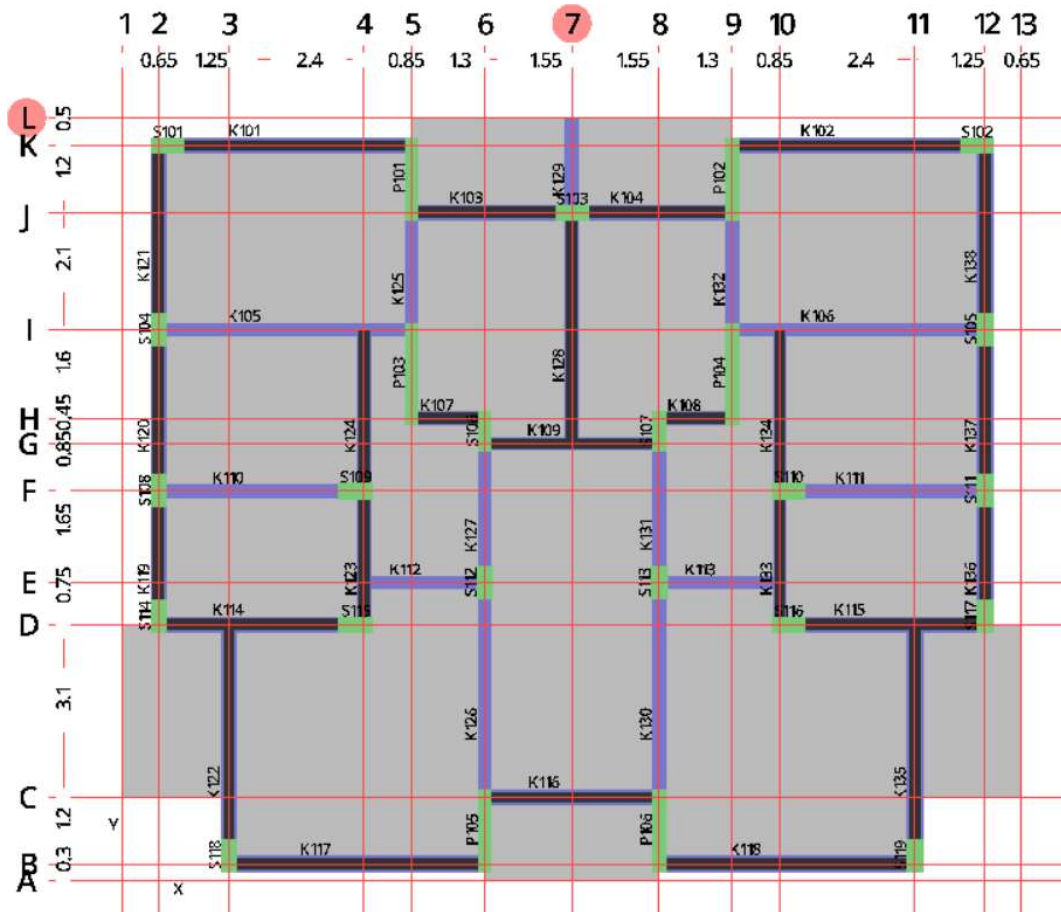 1 2 3 4 5 6 7 8 9 10 11 12 13
0.65 1.25 2.4 0.85 1.3 1.55 1.55 1.3 0.85 2.4 1.25 0.65
L 0.5
S101 K101 K102 S102
K
1.2 P101 K129 P102
K103 S103 K104
J
2.1 K121 K125 K132 K138
K105 K106
I S104 S105
1.6 P103 K128 P104
K107 K108
H 0.45 S106 K109 S107
G 0.85 K120 K124 K134 K137
K110 S109 S110 K111
F S108 S111
1.65 K127 K131
K119 K123 K112 K113 K133 K136
E 0.75 S112 S113
S114 K114 S115 S116 K115 S117
D
3.1 K126 K130
K122 K116 K135
C
1.2 Y P105 P106
S118 K117 K118 S119
B 0.3
A
X